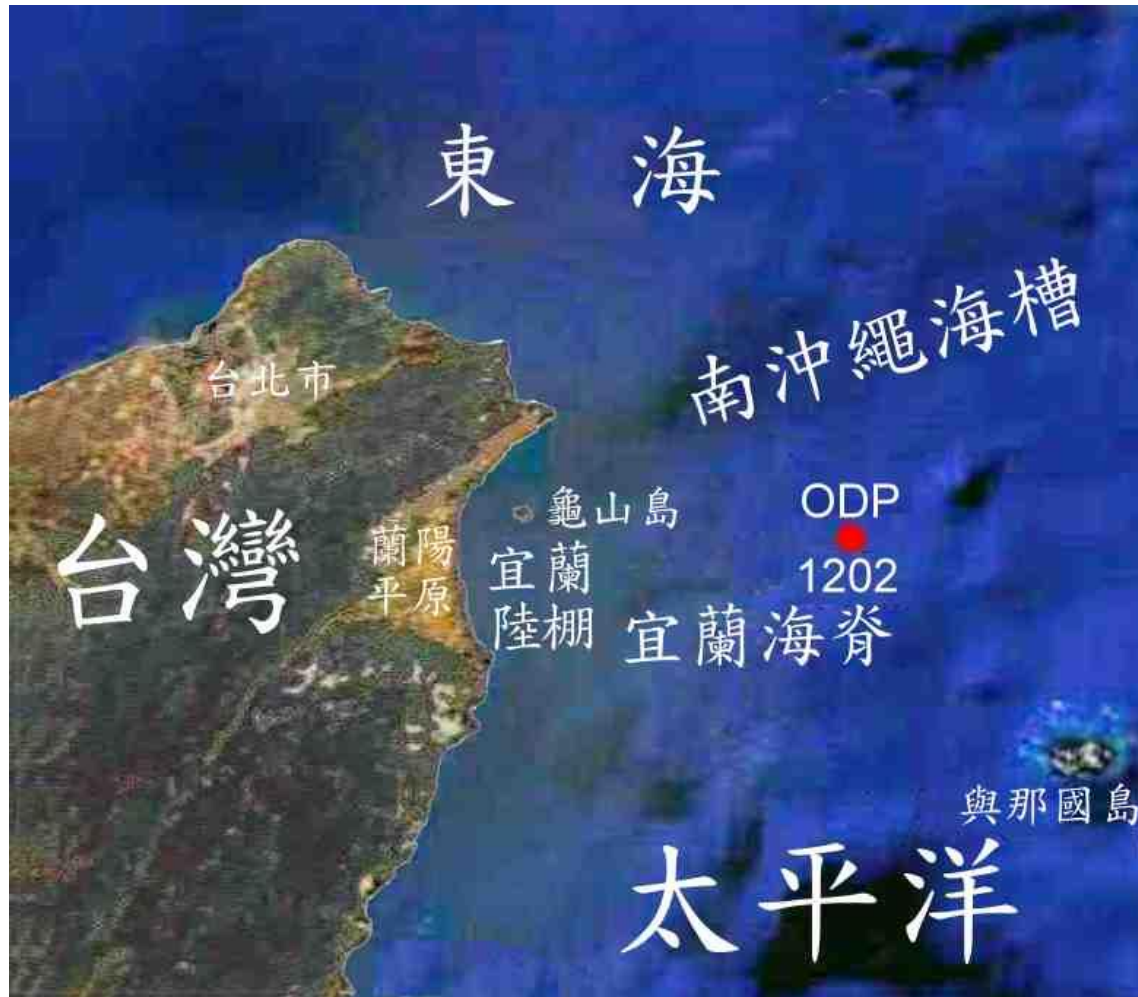 東 海
南沖繩海槽
台北市
ODP
1202
龜山島
台灣
蘭陽
平原
宜蘭
陸棚
宜蘭海脊
與那國島
太平洋